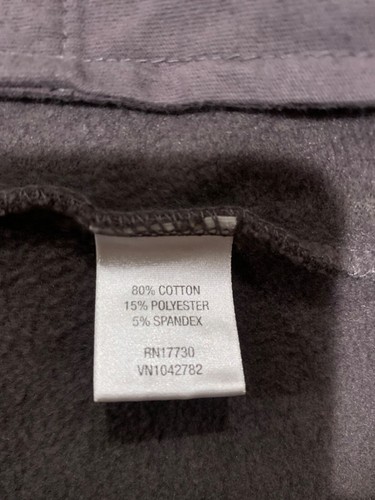 80% COTTON
15% POLYESTER
5% SPANDEX
RN17730
VN1042782